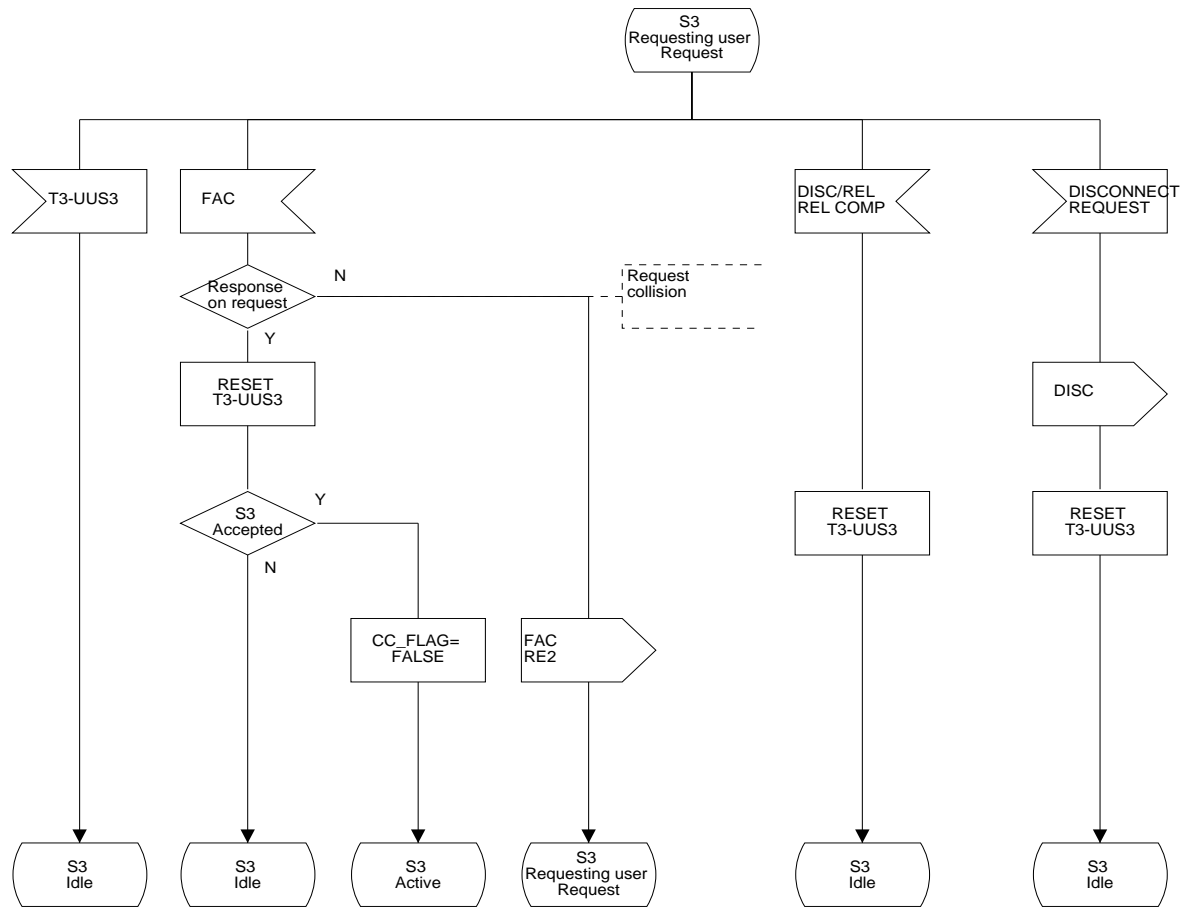 S3
Requesting user
Request
T3-UUS3
FAC
DISC/REL
REL COMP
DISCONNECT
REQUEST
Response
on request
N
Request
collision
Y
RESET
T3-UUS3
DISC
S3
Accepted
Y
N
RESET
T3-UUS3
RESET
T3-UUS3
CC_FLAG=
FALSE
FAC
RE2
S3
Idle
S3
Idle
S3
Active
S3
Requesting user
Request
S3
Idle
S3
Idle